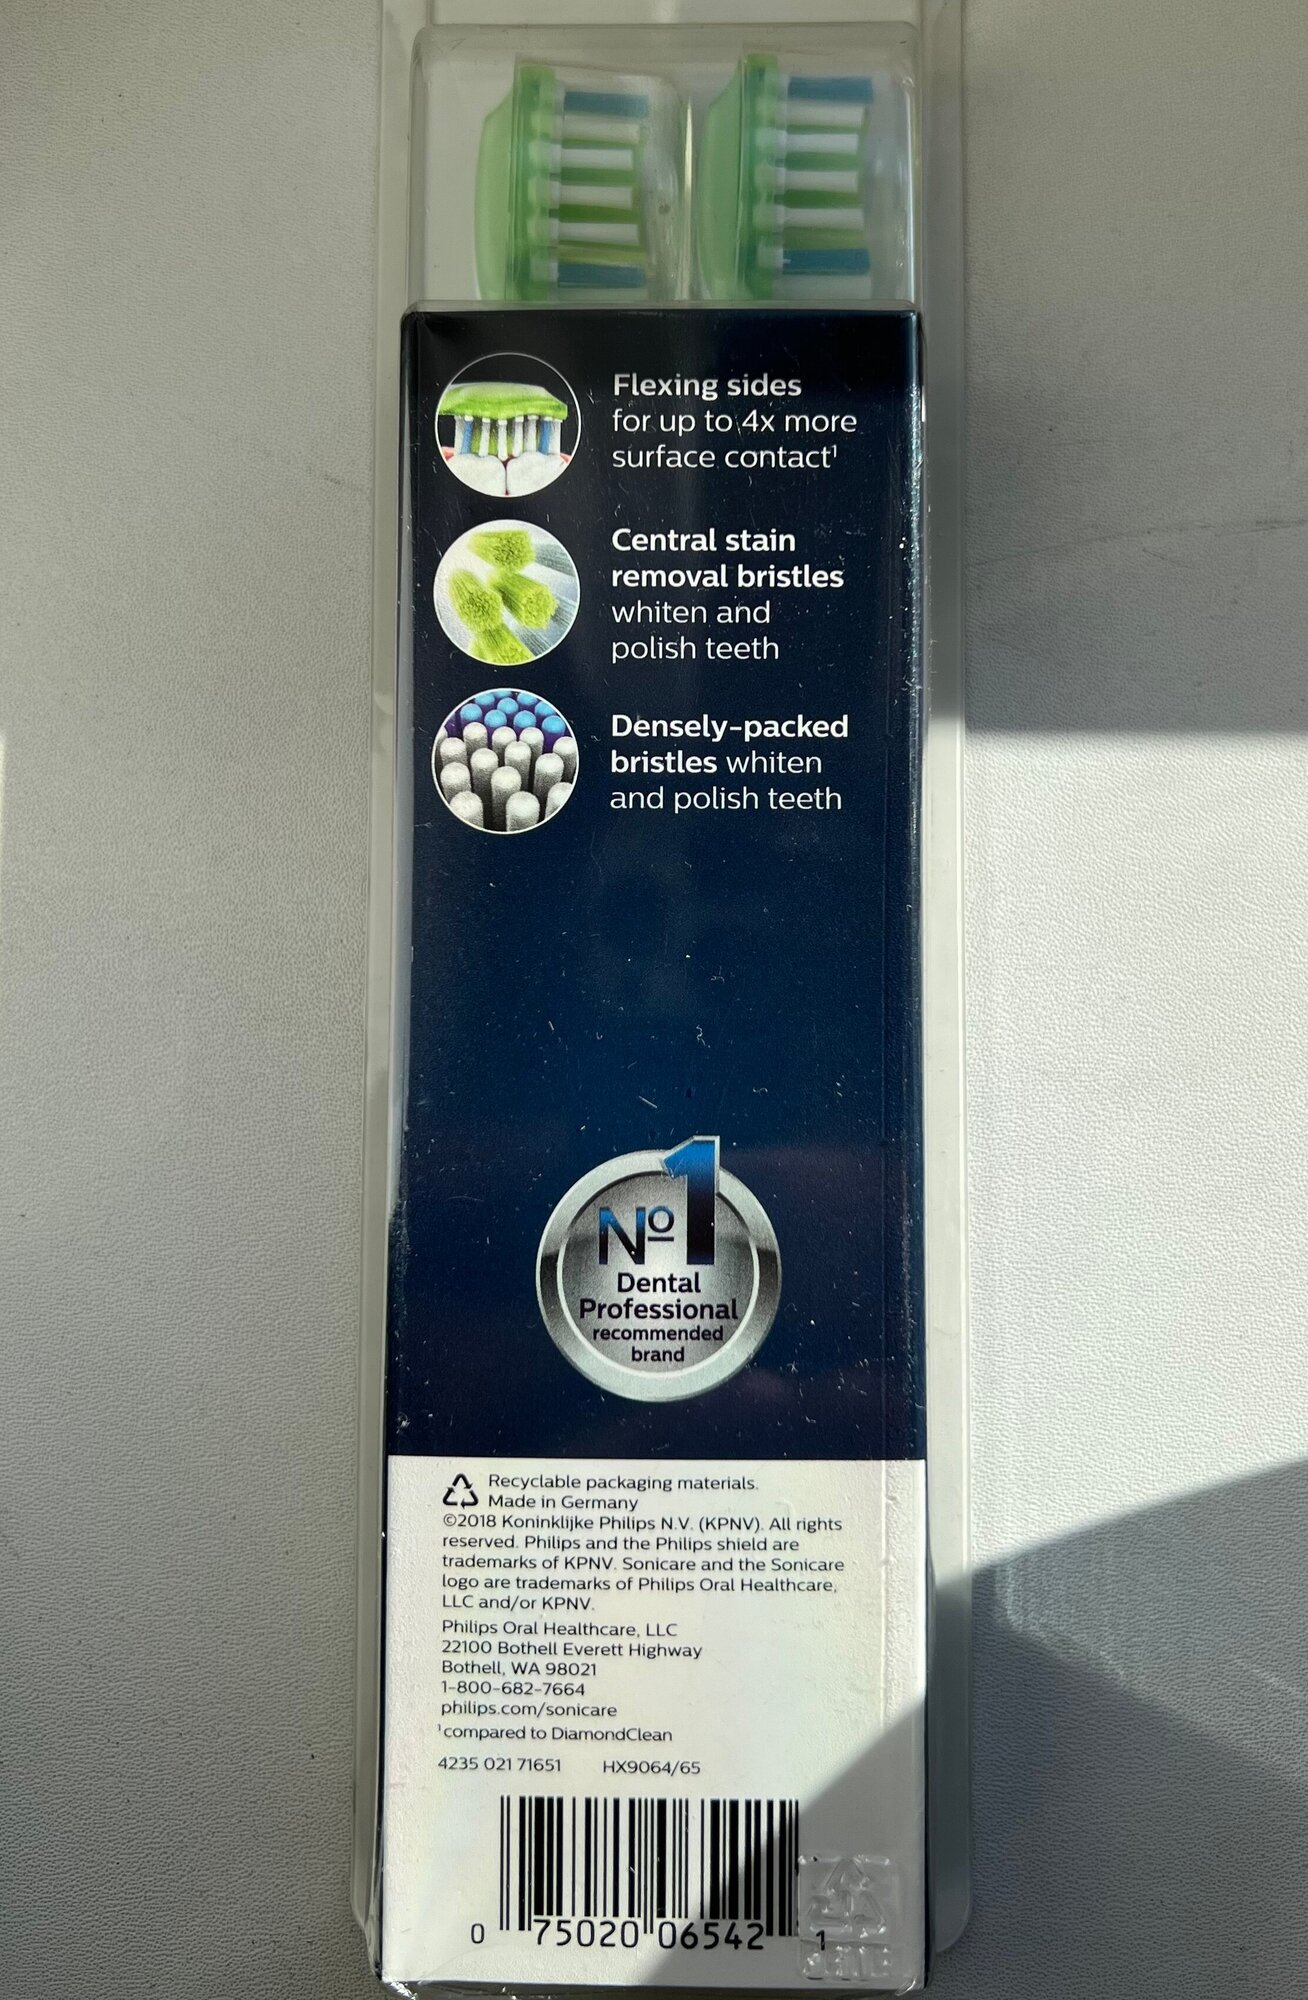 Flexing sides
for up to 4x more
surface contact¹
Central stain
removal bristles
whiten and
polish teeth
Densely-packed
bristles whiten
and polish teeth
Nº1
Dental
Professional
recommended
brand
Recyclable packaging materials.
Made in Germany
©2018 Koninklijke Philips N.V. (KPNV). All rights
reserved. Philips and the Philips shield are
trademarks of KPNV. Sonicare and the Sonicare
logo are trademarks of Philips Oral Healthcare,
LLC and/or KPNV.
Philips Oral Healthcare, LLC
22100 Bothell Everett Highway
Bothell, WA 98021
1-800-682-7664
philips.com/sonicare
¹compared to DiamondClean
4235 021 71651 HX9064/65
0 75020 06542 1